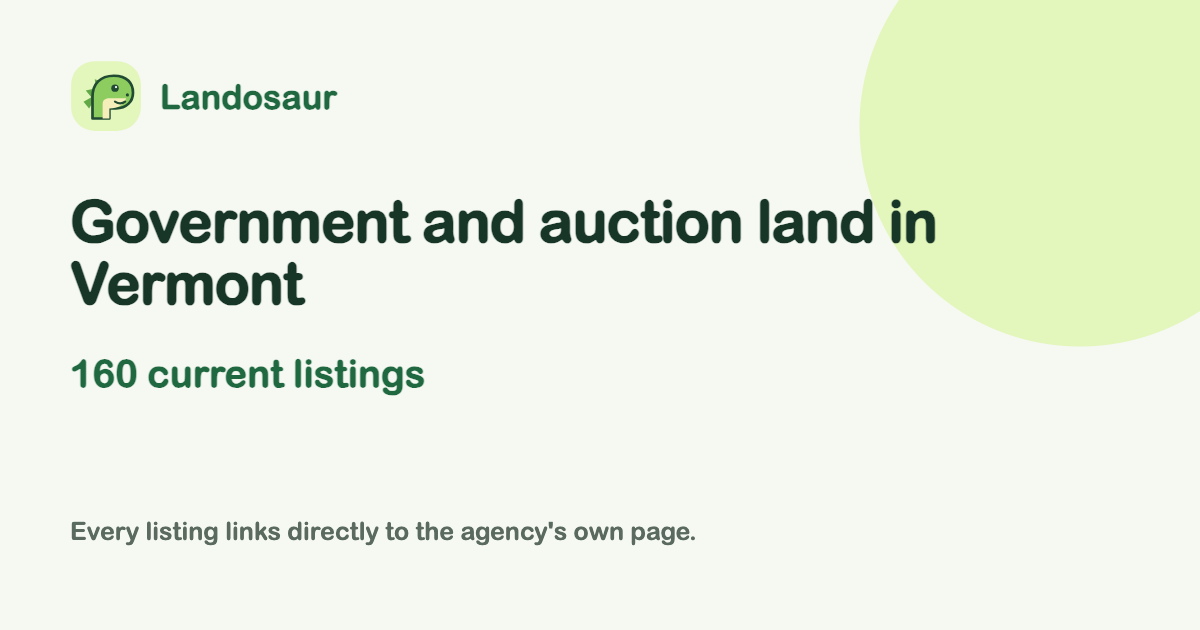 Landosaur
Government and auction land in
Vermont
160 current listings
Every listing links directly to the agency's own page.